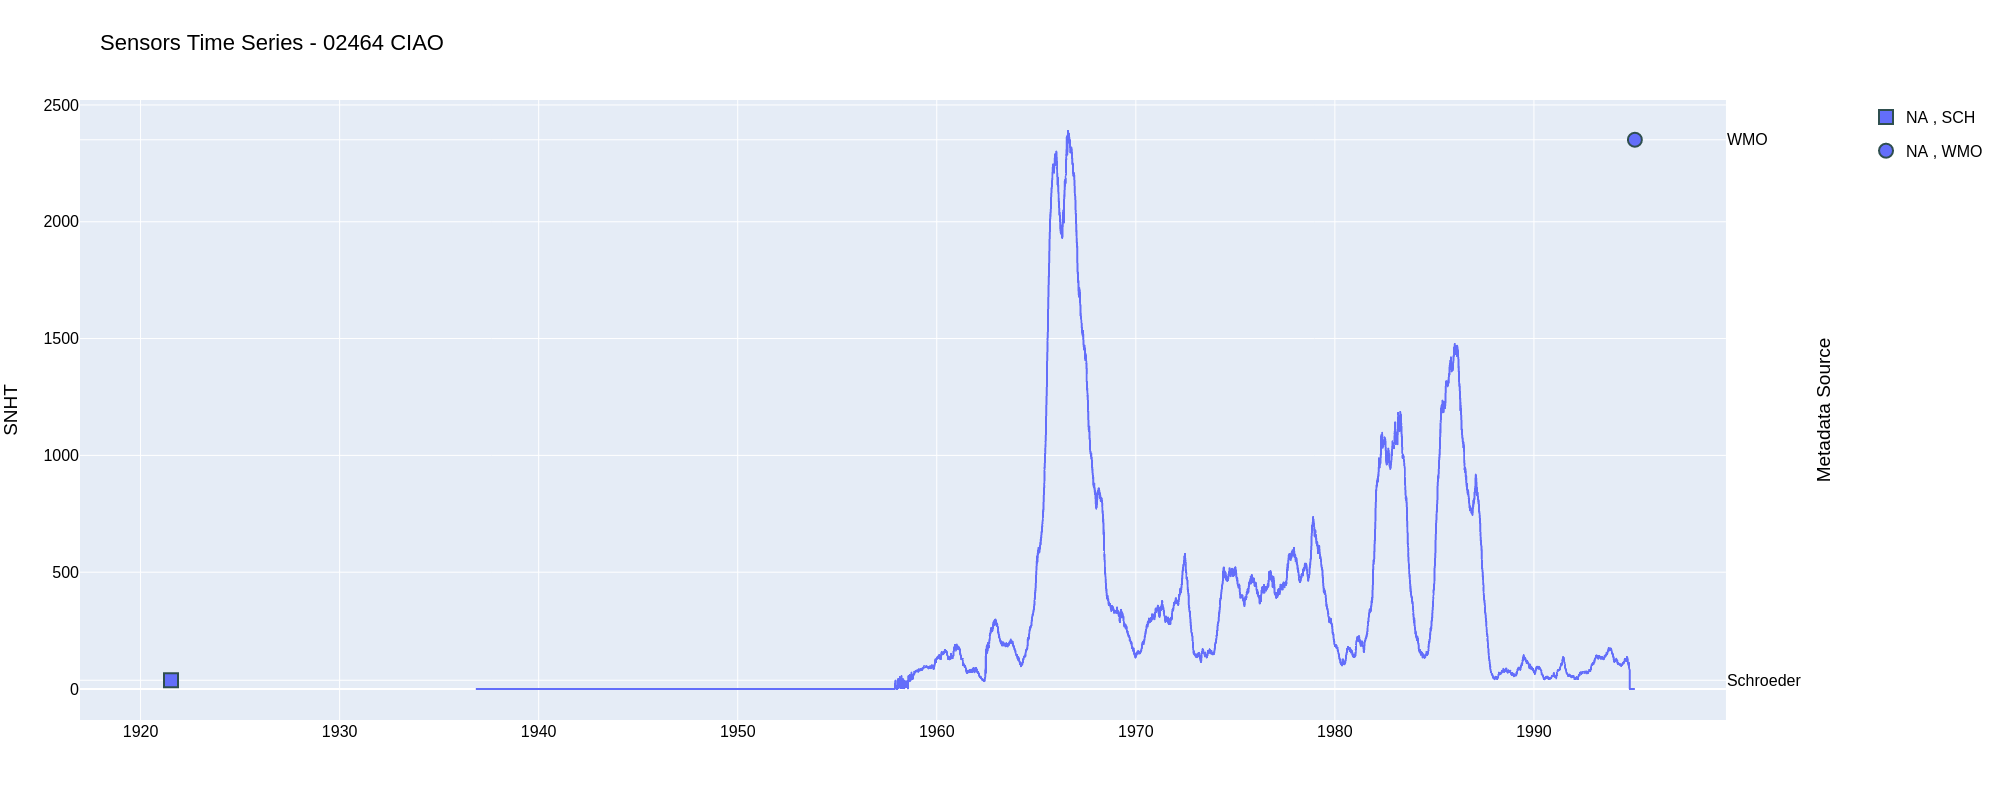 Sensors Time Series - 02464 CIAO
2500
2000
1500
1000
500
0
SNHT
1920
1930
1940
1950
1960
1970
1980
1990
WMO
Schroeder
Metadata Source
NA , SCH
NA , WMO